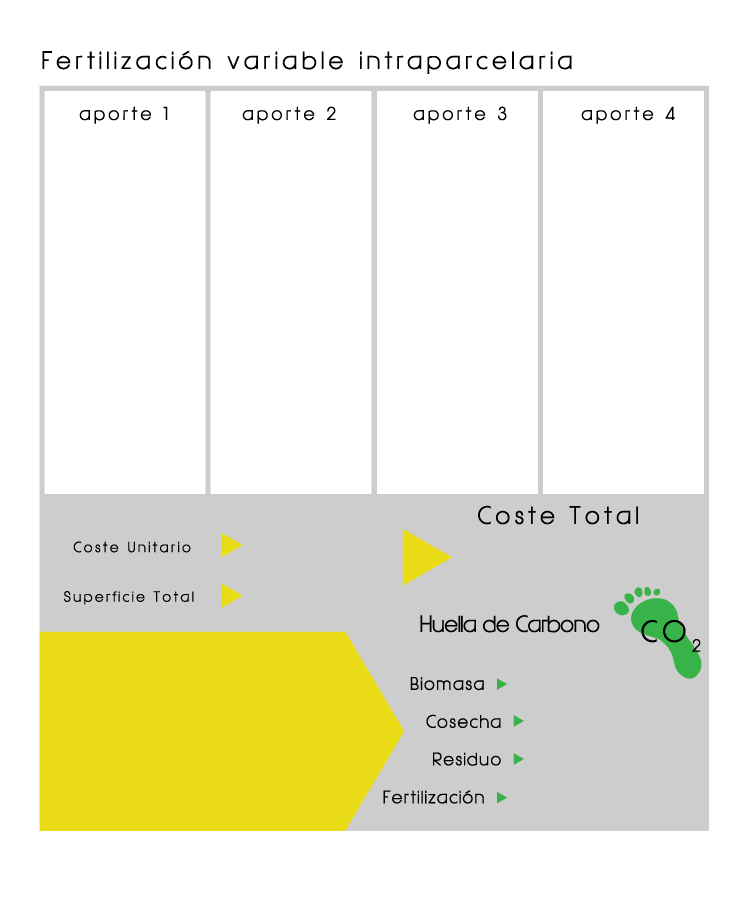 Fertilización variable intraparcelaria
aporte 1
aporte 2
aporte 3
aporte 4
Coste Total
Coste Unitario
Superficie Total
Huella de Carbono
CO2
Biomasa
Cosecha
Residuo
Fertilización